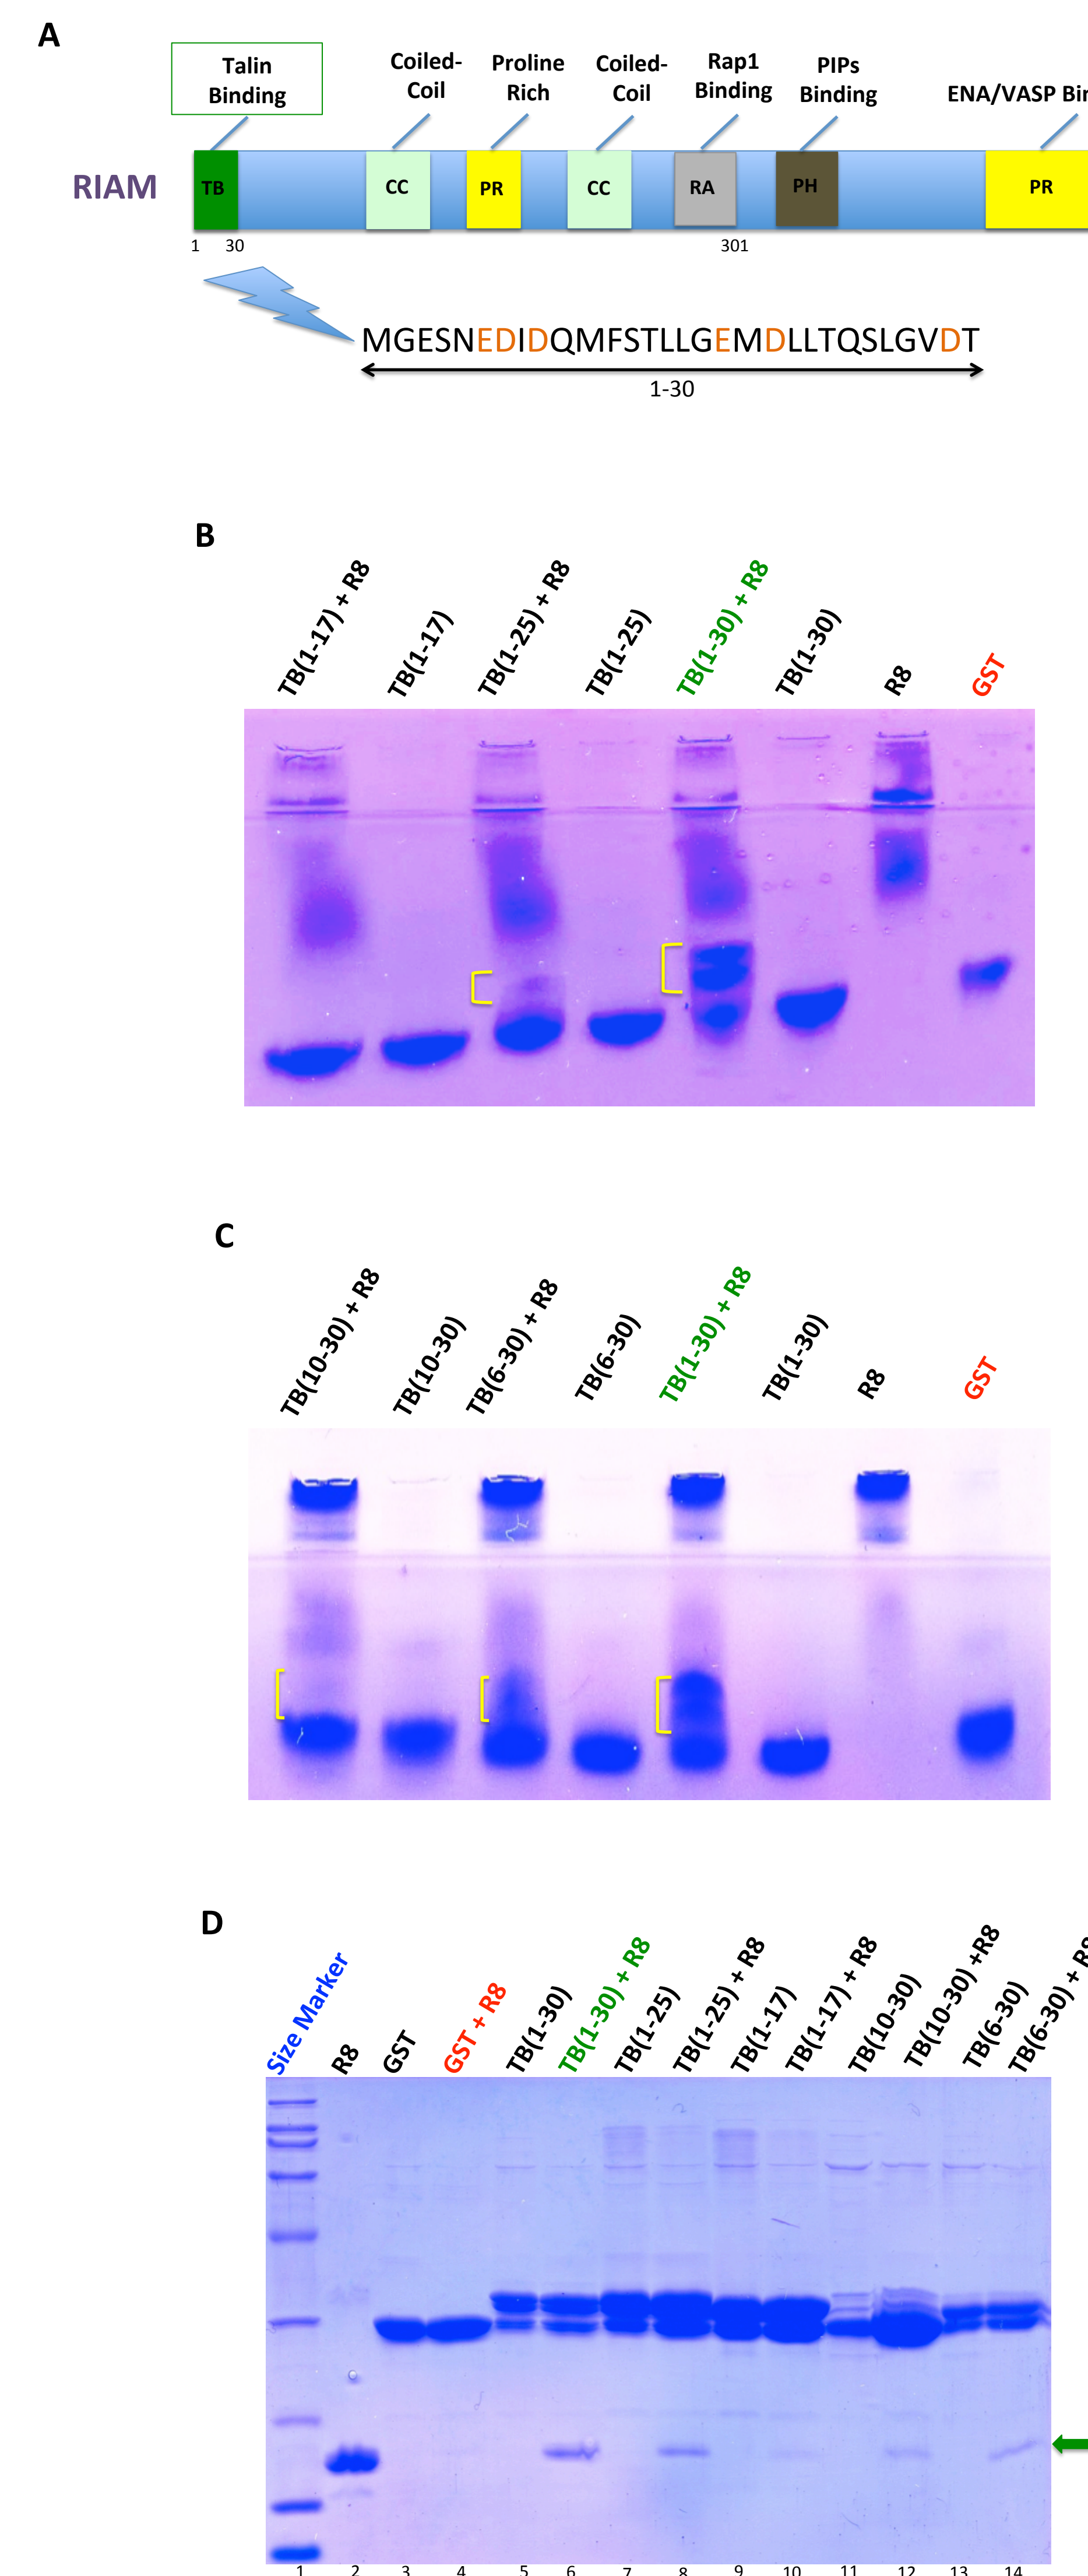 A
Talin
Binding
Coiled-
Coil
Proline
Rich
Coiled-
Coil
Rap1
Binding
PIPs
Binding
ENA/VASP
RIAM
TB
CC
PR
CC
RA
PH
PR
1
30
301
MGESNEDIDQMFSTLLGEMDLLTQSLGVDT
1-30
B
TB(1-17) + R8
TB(1-17)
TB(1-25) + R8
TB(1-25)
TB(1-30) + R8
TB(1-30)
R8
GST
C
TB(10-30) + R8
TB(10-30)
TB(6-30) + R8
TB(6-30)
TB(1-30) + R8
TB(1-30)
R8
GST
D
Size Marker
R8
GST
GST + R8
TB(1-30)
TB(1-30) + R8
TB(1-25)
TB(1-25) + R8
TB(1-17)
TB(1-17) + R8
TB(10-30)
TB(10-30) +R8
TB(6-30)
TB(6-30) + R8
1 2 3 4 5 6 7 8 9 10 11 12 13 14